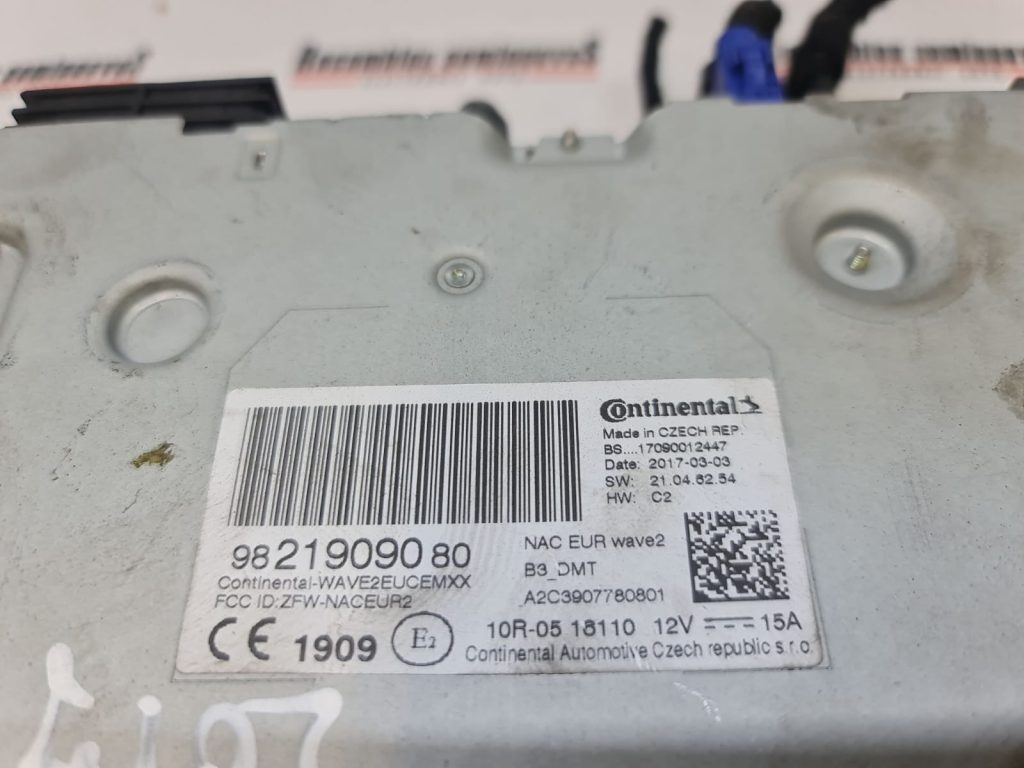 Continental
Made in CZECH REP.
BS....17090012447
Date: 2017-03-03
SW: 21.04.62.54
HW: C2
98 219090 80
Continental-WAVE2EUCEMXX
FCC ID:ZFW-NACEUR2
NAC EUR wave2
B3_DMT
A2C3907780801
CE 1909 E2
10R-05 18110 12V 15A
Continental Automotive Czech republic s.r.o.